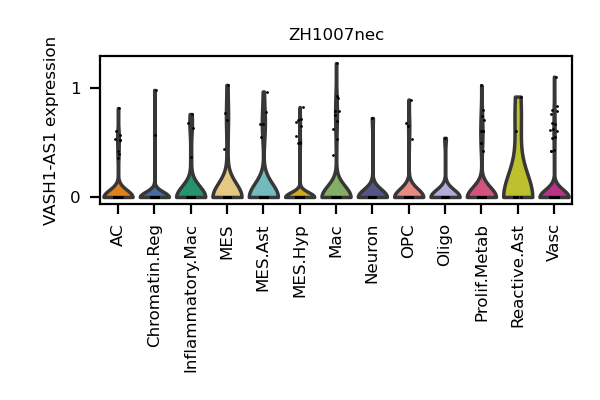 ZH1007nec
VASH1-AS1 expression
1
0
AC
Chromatin.Reg
Inflammatory.Mac
MES
MES.Ast
MES.Hyp
Mac
Neuron
OPC
Oligo
Prolif.Metab
Reactive.Ast
Vasc